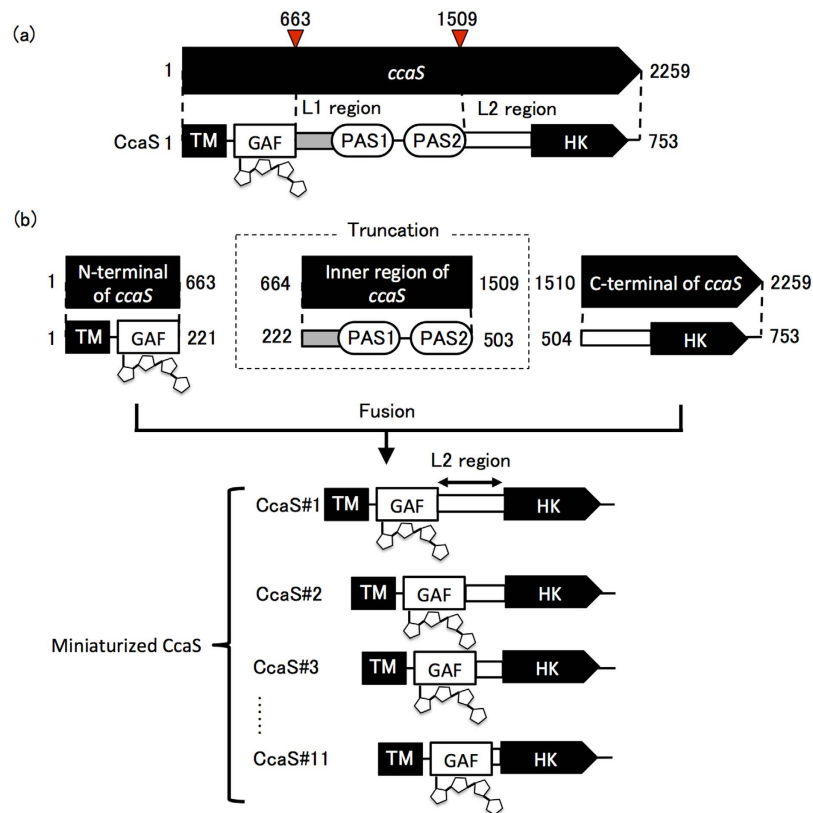 (a)
663
1509
1
ccaS
2259
L1 region
L2 region
CcaS 1
TM
GAF
PAS1
PAS2
HK
753
(b)
Truncation
1
N-terminal
of ccaS
663
664
Inner region of
ccaS
1509
1510
C-terminal of ccaS
2259
1
TM
GAF
221
222
PAS1
PAS2
503
504
HK
753
Fusion
L2 region
CcaS#1
TM
GAF
HK
CcaS#2
TM
GAF
HK
Miniaturized CcaS
CcaS#3
TM
GAF
HK
CcaS#11
TM
GAF
HK